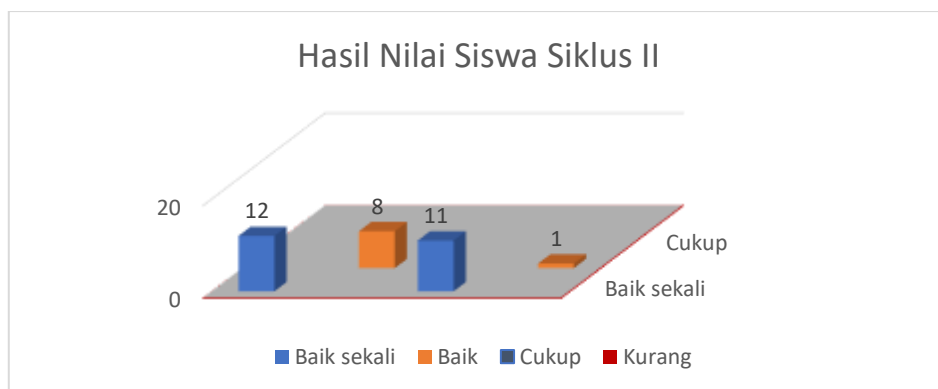 Hasil Nilai Siswa Siklus II
20
0
12
8
11
1
Cukup
Baik sekali
Baik sekali Baik Cukup Kurang